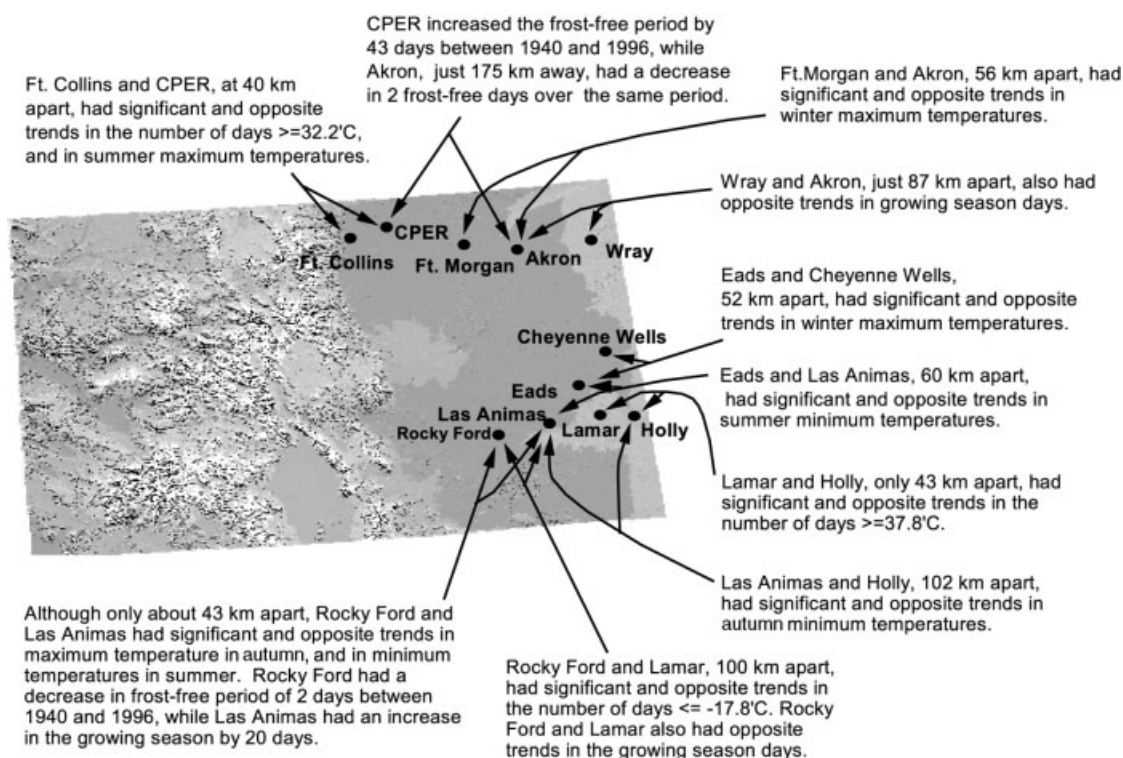 CPER increased the frost-free period by
43 days between 1940 and 1996, while
Akron, just 175 km away, had a decrease
in 2 frost-free days over the same period.
Ft. Collins and CPER, at 40 km
apart, had significant and opposite
trends in the number of days >=32.2'C,
and in summer maximum temperatures.
Ft.Morgan and Akron, 56 km apart, had
significant and opposite trends in
winter maximum temperatures.
Wray and Akron, just 87 km apart, also had
opposite trends in growing season days.
CPER
Ft. Collins
Ft. Morgan
Akron
Wray
Eads and Cheyenne Wells,
52 km apart, had significant and opposite
trends in winter maximum temperatures.
Cheyenne Wells
Eads
Las Animas
Rocky Ford
Lamar
Holly
Eads and Las Animas, 60 km apart,
had significant and opposite trends in
summer minimum temperatures.
Lamar and Holly, only 43 km apart, had
significant and opposite trends in the
number of days >=37.8'C.
Las Animas and Holly, 102 km apart,
had significant and opposite trends in
autumn minimum temperatures.
Although only about 43 km apart, Rocky Ford and
Las Animas had significant and opposite trends in
maximum temperature in autumn, and in minimum
temperatures in summer. Rocky Ford had a
decrease in frost-free period of 2 days between
1940 and 1996, while Las Animas had an increase
in the growing season by 20 days.
Rocky Ford and Lamar, 100 km apart,
had significant and opposite trends in
the number of days <= -17.8'C. Rocky
Ford and Lamar also had opposite
trends in the growing season days.